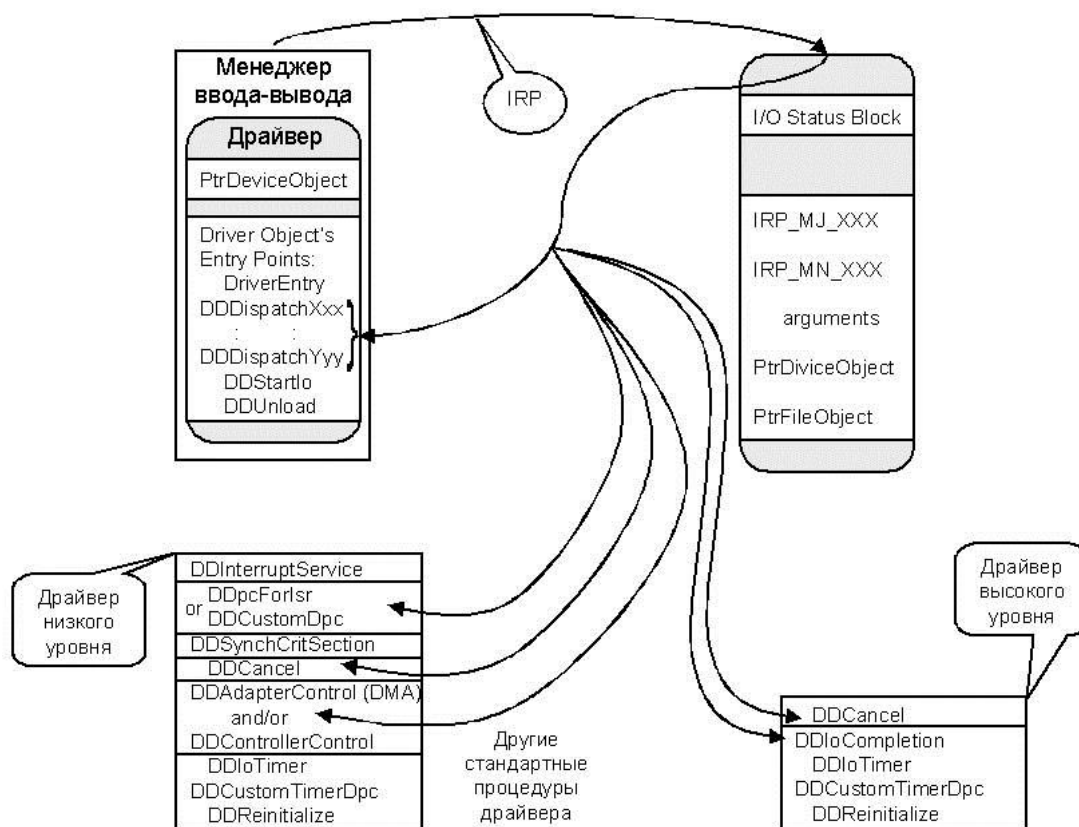 Менеджер
ввода-вывода
Драйвер
PtrDeviceObject
Driver Object's
Entry Points:
DriverEntry
DDDispatchXxx
: :
DDDispatchYyy
DDStartIo
DDUnload
IRP
I/O Status Block
IRP_MJ_XXX
IRP_MN_XXX
arguments
PtrDiviceObject
PtrFileObject
Драйвер
низкого
уровня
DDInterruptService
DDpcForIsr
or DDCustomDpc
DDSynchCritSection
DDCancel
DDAdapterControl (DMA)
and/or
DDControllerControl
DDIoTimer
DDCustomTimerDpc
DDReinitialize
Другие
стандартные
процедуры
драйвера
Драйвер
высокого
уровня
DDCancel
DDIoCompletion
DDIoTimer
DDCustomTimerDpc
DDReinitialize